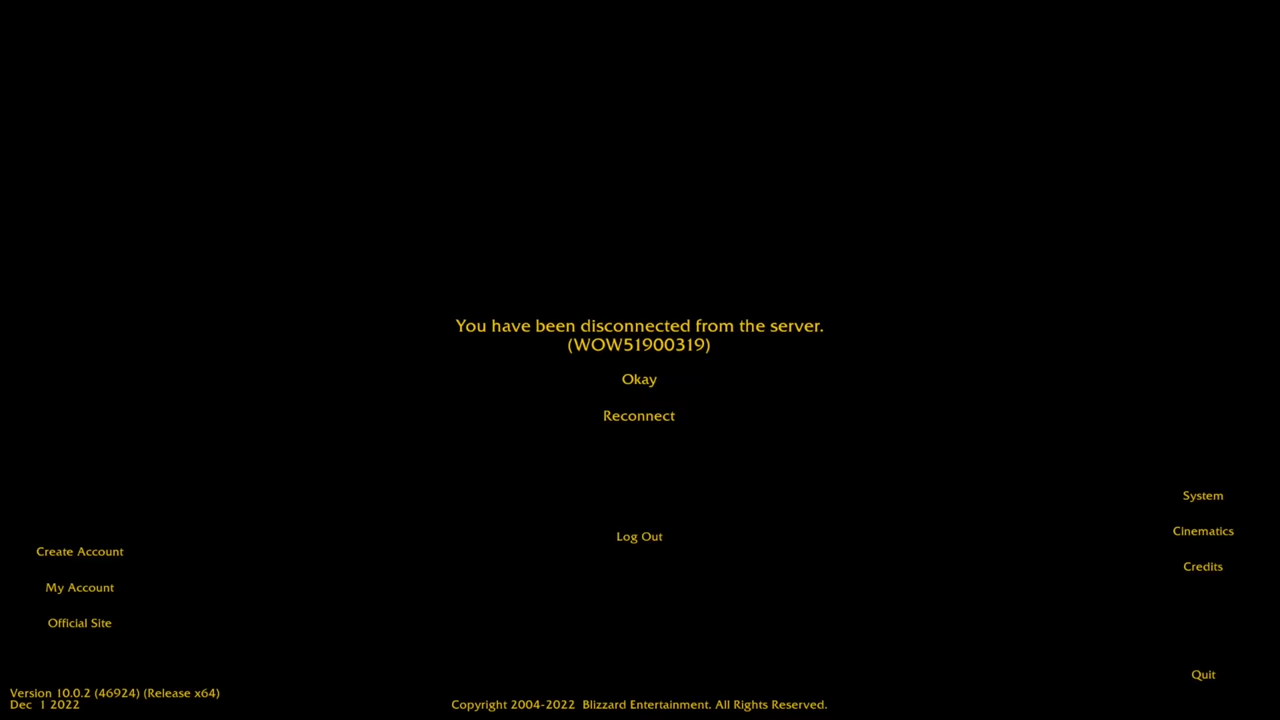 You have been disconnected from the server.
(WOW51900319)
Okay
Reconnect
System
Cinematics
Credits
Log Out
Create Account
My Account
Official Site
Quit
Version 10.0.2 (46924) (Release x64)
Dec 1 2022
Copyright 2004-2022 Blizzard Entertainment. All Rights Reserved.